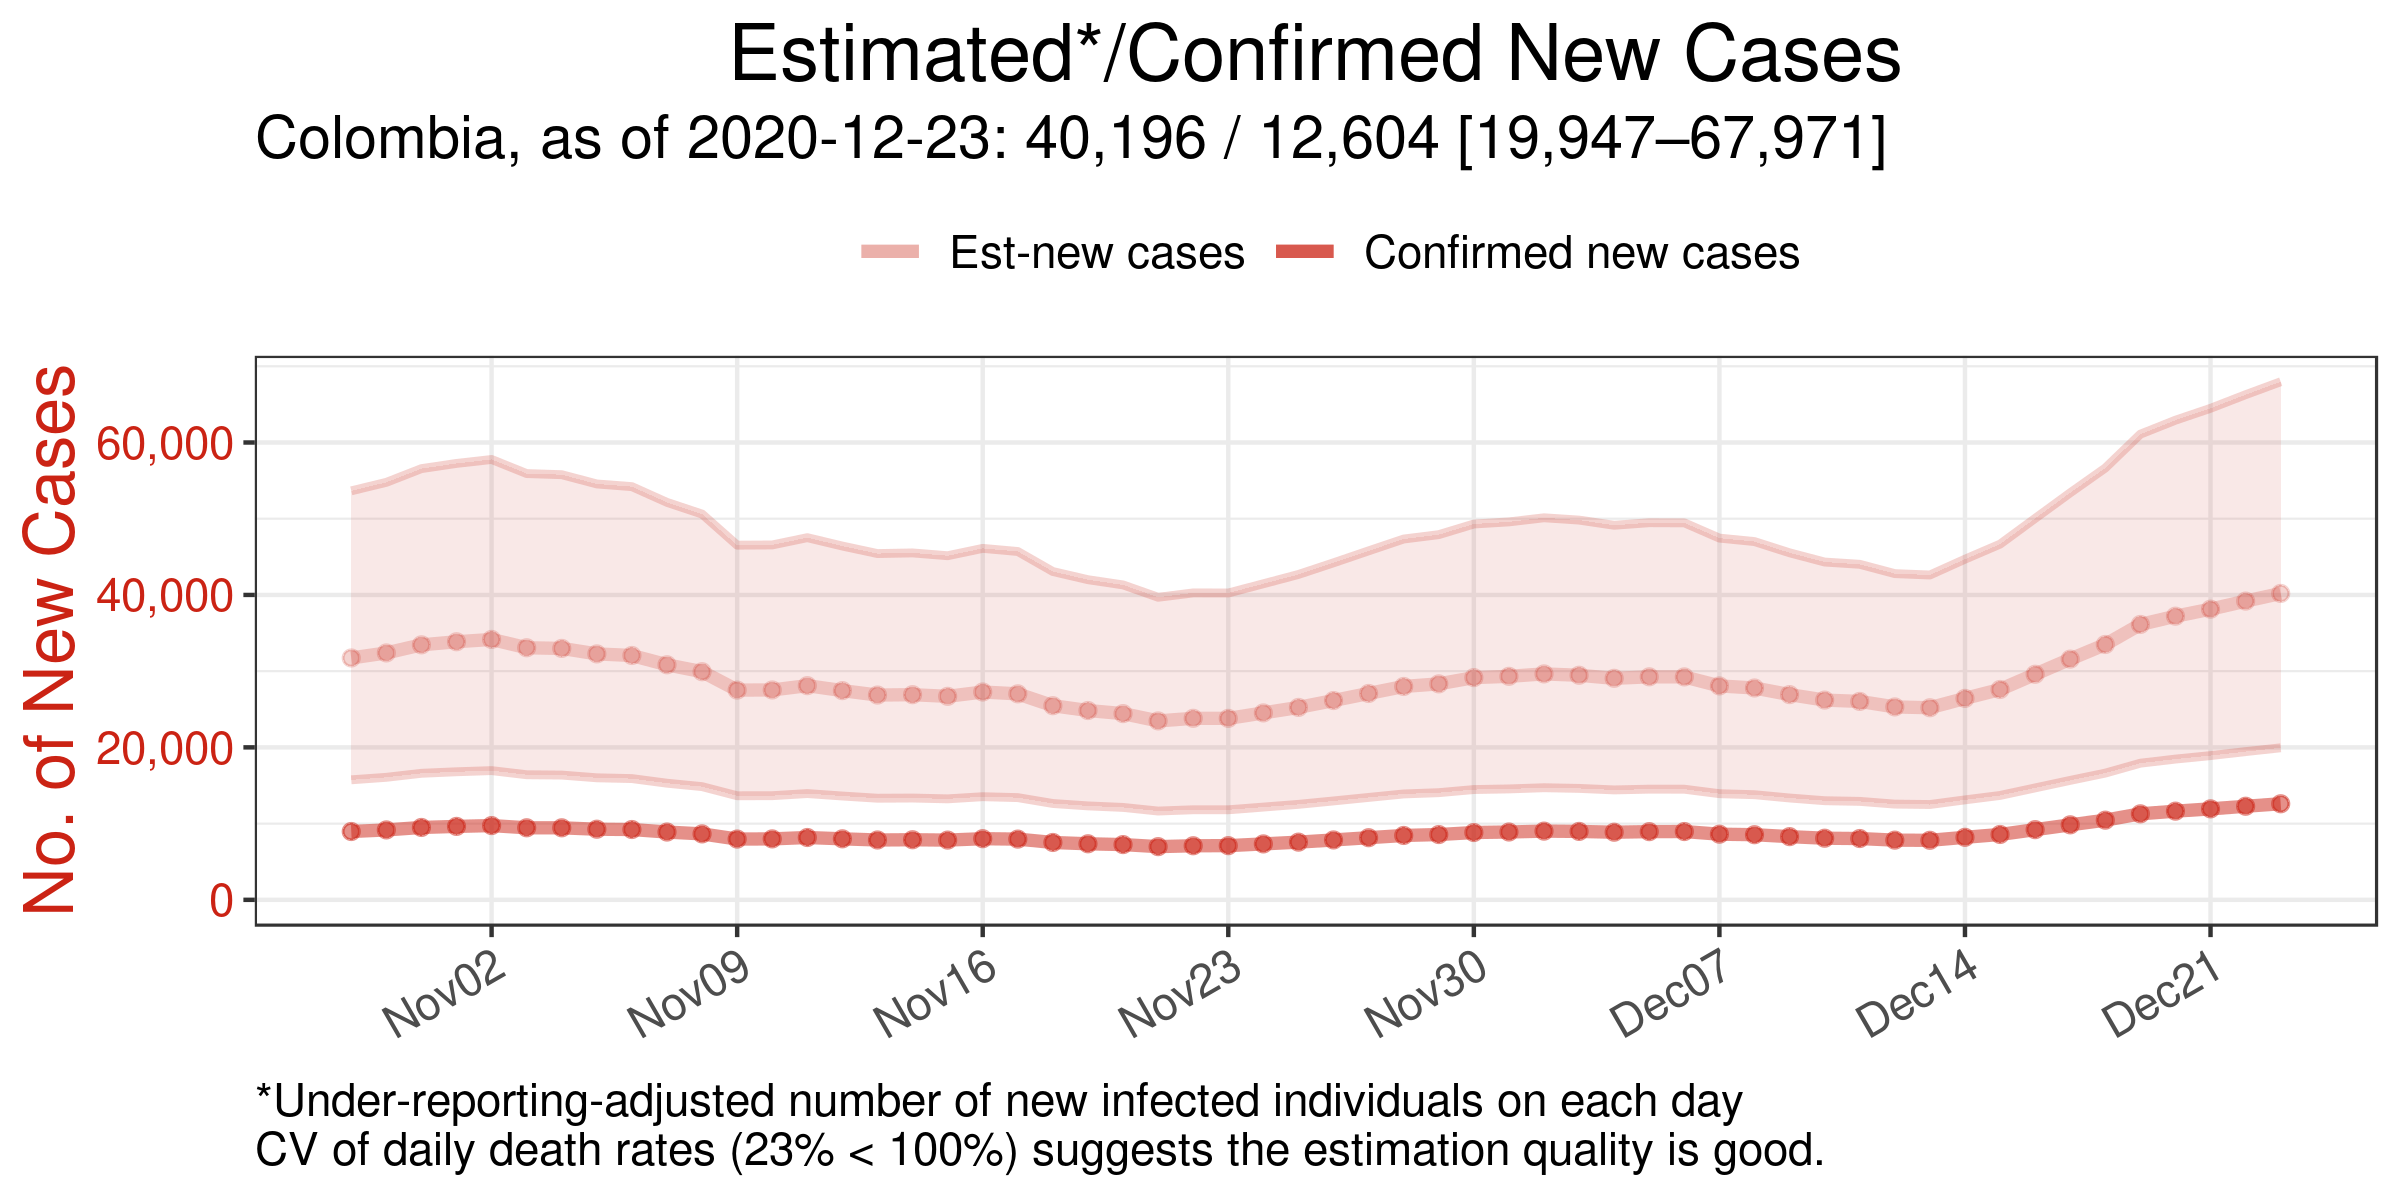 Estimated*/Confirmed New Cases
Colombia, as of 2020-12-23: 40,196 / 12,604 [19,947–67,971]
Est-new cases
Confirmed new cases
No. of New Cases
60,000
40,000
20,000
0
Nov02
Nov09
Nov16
Nov23
Nov30
Dec07
Dec14
Dec21
*Under-reporting-adjusted number of new infected individuals on each day
CV of daily death rates (23% < 100%) suggests the estimation quality is good.